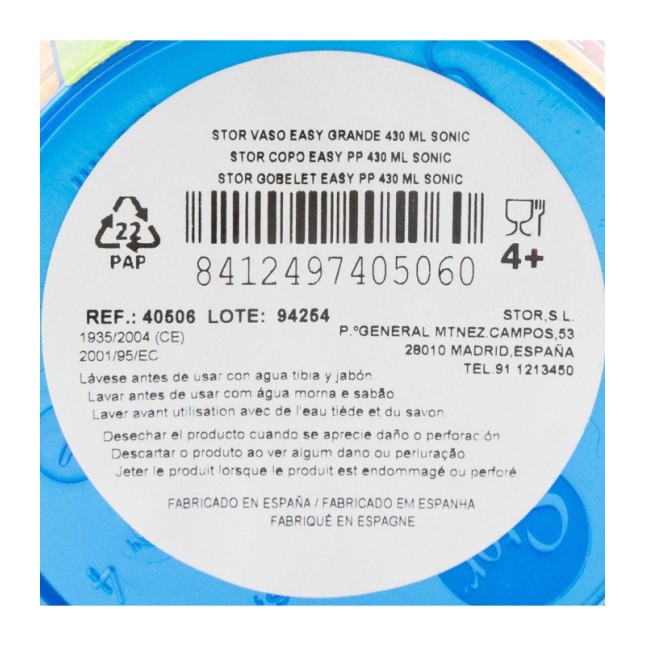 STOR VASO EASY GRANDE 430 ML SONIC
STOR COPO EASY PP 430 ML SONIC
STOR GOBELET EASY PP 430 ML SONIC
22
PAP
8412497405060
4+
REF.: 40506 LOTE: 94254
1935/2004 (CE)
2001/95/EC
STOR,S.L.
P.ºGENERAL MTNEZ.CAMPOS,53
28010 MADRID,ESPAÑA
TEL.91 1213450
Lávese antes de usar con agua tibia y jabón
Lavar antes de usar com água morna e sabão
Laver avant utilisation avec de l'eau tiède et du savon
Desechar el producto cuando se aprecie daño o perforación
Descartar o produto ao ver algum dano ou perluração
Jeter le produit lorsque le produit est endommagé ou perforé
FABRICADO EN ESPAÑA / FABRICADO EM ESPANHA
FABRIQUÉ EN ESPAGNE
Stor